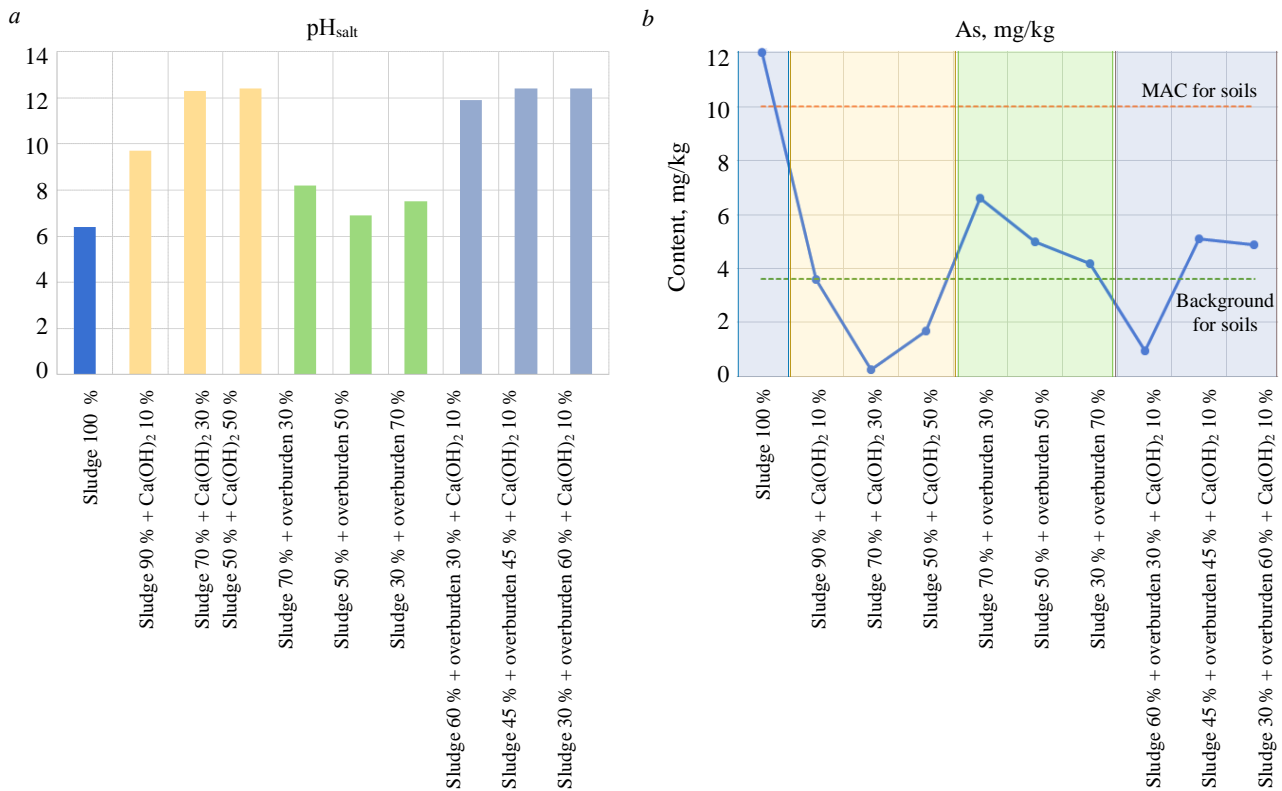 a
pHsalt
14
12
10
8
6
4
2
0
Sludge 100 %
Sludge 90 % + Ca(OH)2 10 %
Sludge 70 % + Ca(OH)2 30 %
Sludge 50 % + Ca(OH)2 50 %
Sludge 70 % + overburden 30 %
Sludge 50 % + overburden 50 %
Sludge 30 % + overburden 70 %
Sludge 60 % + overburden 30 % + Ca(OH)2 10 %
Sludge 45 % + overburden 45 % + Ca(OH)2 10 %
Sludge 30 % + overburden 60 % + Ca(OH)2 10 %
b
As, mg/kg
Content, mg/kg
12
10
8
6
4
2
0
MAC for soils
Background
for soils
Sludge 100 %
Sludge 90 % + Ca(OH)2 10 %
Sludge 70 % + Ca(OH)2 30 %
Sludge 50 % + Ca(OH)2 50 %
Sludge 70 % + overburden 30 %
Sludge 50 % + overburden 50 %
Sludge 30 % + overburden 70 %
Sludge 60 % + overburden 30 % + Ca(OH)2 10 %
Sludge 45 % + overburden 45 % + Ca(OH)2 10 %
Sludge 30 % + overburden 60 % + Ca(OH)2 10 %